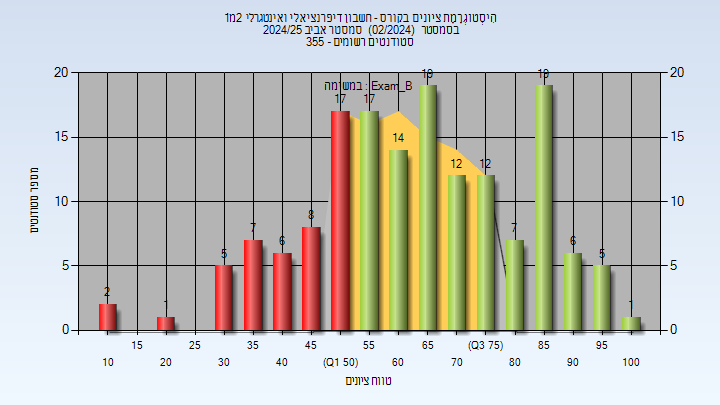 הִיסְטוֹגְרָמַת ציונים בקורס - חשבון דיפרנציאלי ואינטגרלי 2מ1
בסמסטר (02/2024) סמסטר אביב 2024/25
סטודנטים רשומים - 355
במשימה : Exam_B
מספר סטודנטים
20 15 10 5 0
20 15 10 5 0
2 1 5 7 6 8 17 17 14 19 12 12 7 19 6 5 1
15 25 35 45 55 65 (Q3 75) 85 95
10 20 30 40 (Q1 50) 60 70 80 90 100
טווח ציונים